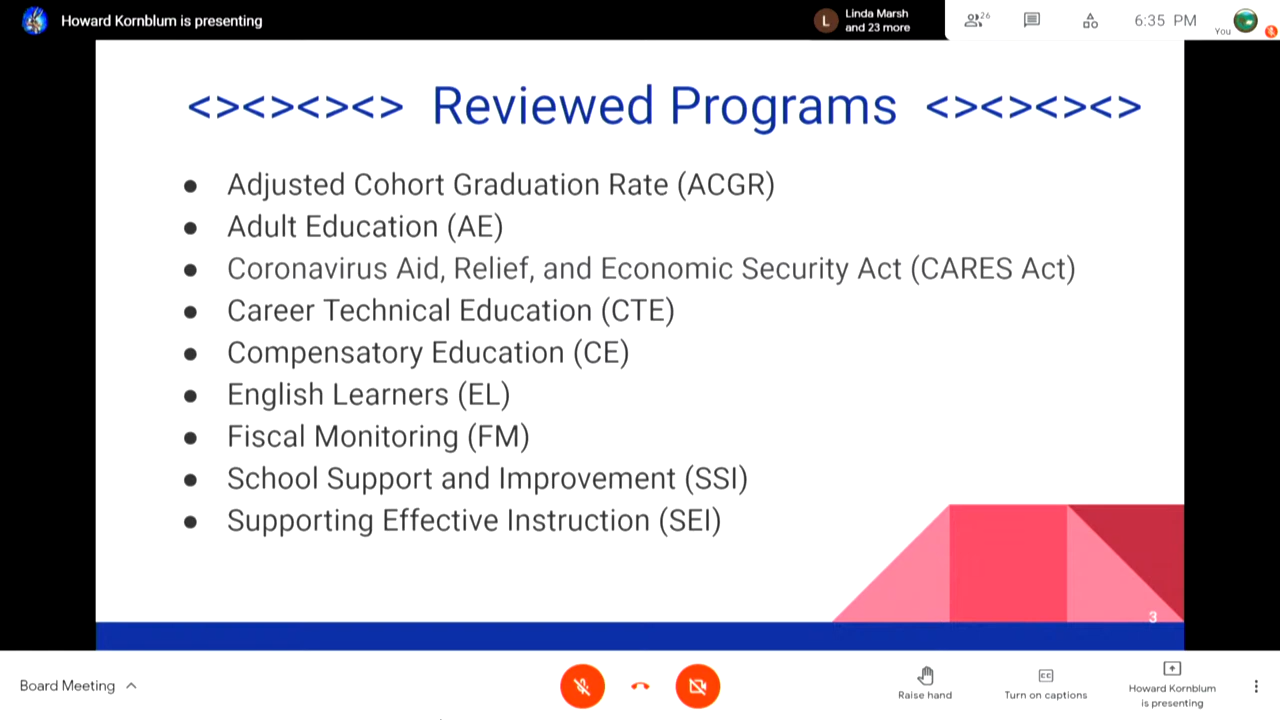 Howard Kornblum is presenting
L
Linda Marsh
and 23 more
26
6:35 PM
You
<><><><> Reviewed Programs <><><><>
● Adjusted Cohort Graduation Rate (ACGR)
● Adult Education (AE)
● Coronavirus Aid, Relief, and Economic Security Act (CARES Act)
● Career Technical Education (CTE)
● Compensatory Education (CE)
● English Learners (EL)
● Fiscal Monitoring (FM)
● School Support and Improvement (SSI)
● Supporting Effective Instruction (SEI)
3
Board Meeting
Raise hand
CC
Turn on captions
Howard Kornblum
is presenting